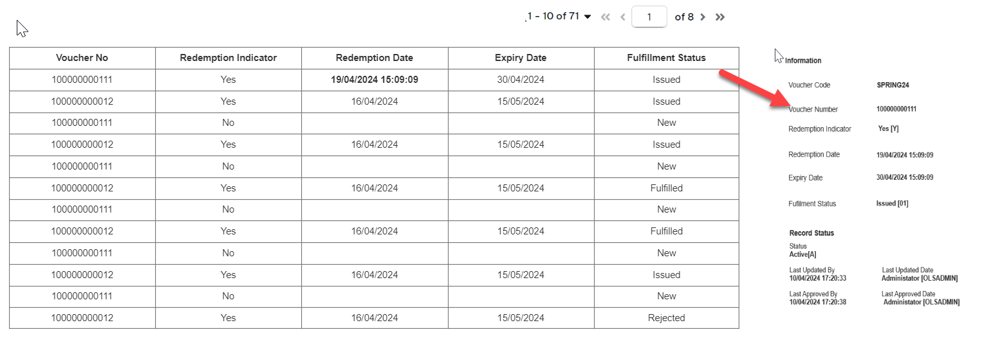 1 - 10 of 71 1 of 8
Voucher No Redemption Indicator Redemption Date Expiry Date Fulfillment Status
100000000111 Yes 19/04/2024 15:09:09 30/04/2024 Issued
100000000012 Yes 16/04/2024 15/05/2024 Issued
100000000111 No New
100000000012 Yes 16/04/2024 15/05/2024 Issued
100000000111 No New
100000000012 Yes 16/04/2024 15/05/2024 Fulfilled
100000000111 No New
100000000012 Yes 16/04/2024 15/05/2024 Fulfilled
100000000111 No New
100000000012 Yes 16/04/2024 15/05/2024 Issued
100000000111 No New
100000000012 Yes 16/04/2024 15/05/2024 Rejected
Information
Voucher Code SPRING24
Voucher Number 100000000111
Redemption Indicator Yes [Y]
Redemption Date 19/04/2024 15:09:09
Expiry Date 30/04/2024 15:09:09
Fufilment Status Issued [01]
Record Status
Status
Active[A]
Last Updated By Last Updated Date
10/04/2024 17:20:33 Administator [OLSADMIN]
Last Approved By Last Approved Date
10/04/2024 17:20:38 Administator [OLSADMIN]